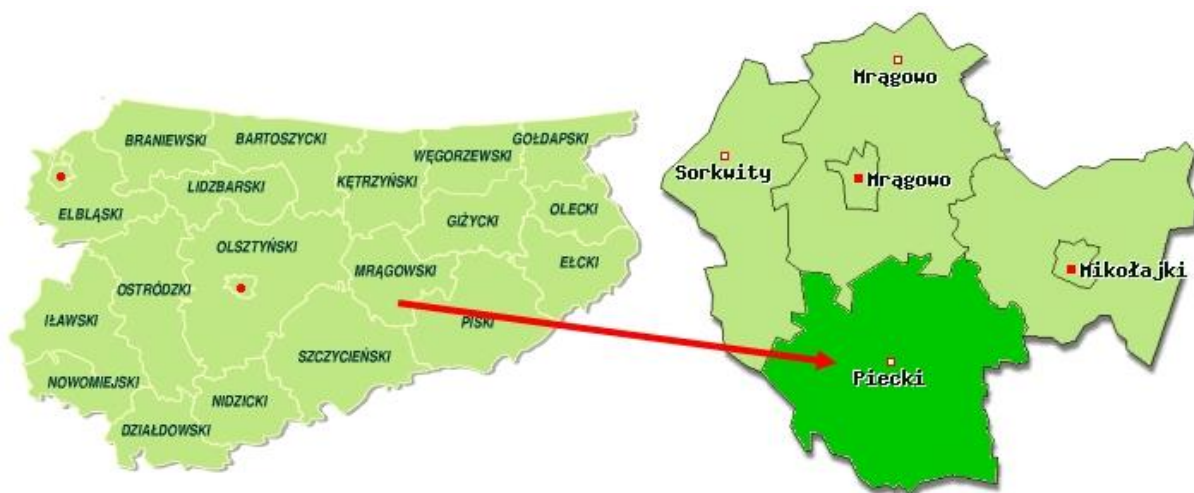 BRANIEWSKI
BARTOSZYCKI
GOŁDAPSKI
WĘGORZEWSKI
KĘTRZYŃSKI
LIDZBARSKI
ELBLĄSKI
OLECKI
GIŻYCKI
OLSZTYŃSKI
EŁCKI
MRĄGOWSKI
OSTRÓDZKI
IŁAWSKI
PISKI
SZCZYCIEŃSKI
NOWOMIEJSKI
NIDZICKI
DZIAŁDOWSKI
Mrągowo
Sorkwity
Mrągowo
Mikołajki
Piecki